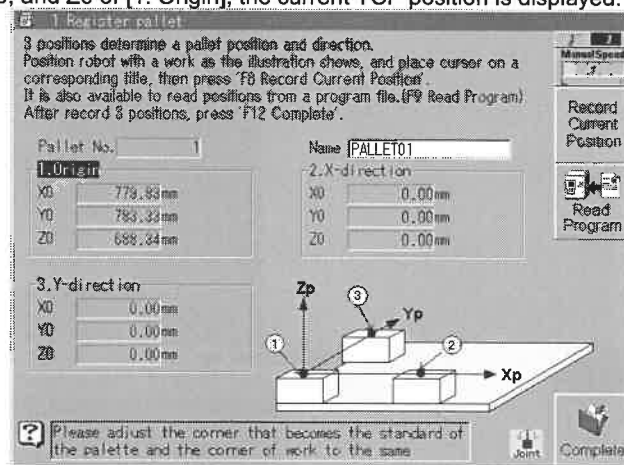 , and Z0 of [1. Origin], the current TCP position is displayed.
1 Register pallet
3 positions determine a pallet position and direction.
Position robot with a work as the illustration shows, and place cursor on a
corresponding title, then press 'F8 Record Current Position'.
It is also available to read positions from a program file.(F9 Read Program)
After record 3 positions, press 'F12 Complete'.
ManualSpeed
Record
Current
Position
Read
Program
Pallet No. 1
Name PALLET01
1.Origin
X0 779.83mm
Y0 783.33mm
Z0 688.34mm
2.X-direction
X0 0.00mm
Y0 0.00mm
Z0 0.00mm
3.Y-direction
X0 0.00mm
Y0 0.00mm
Z0 0.00mm
Zp
3
Yp
1
2
Xp
Please adjust the corner that becomes the standard of
the palette and the corner of work to the same
Joint
Complete